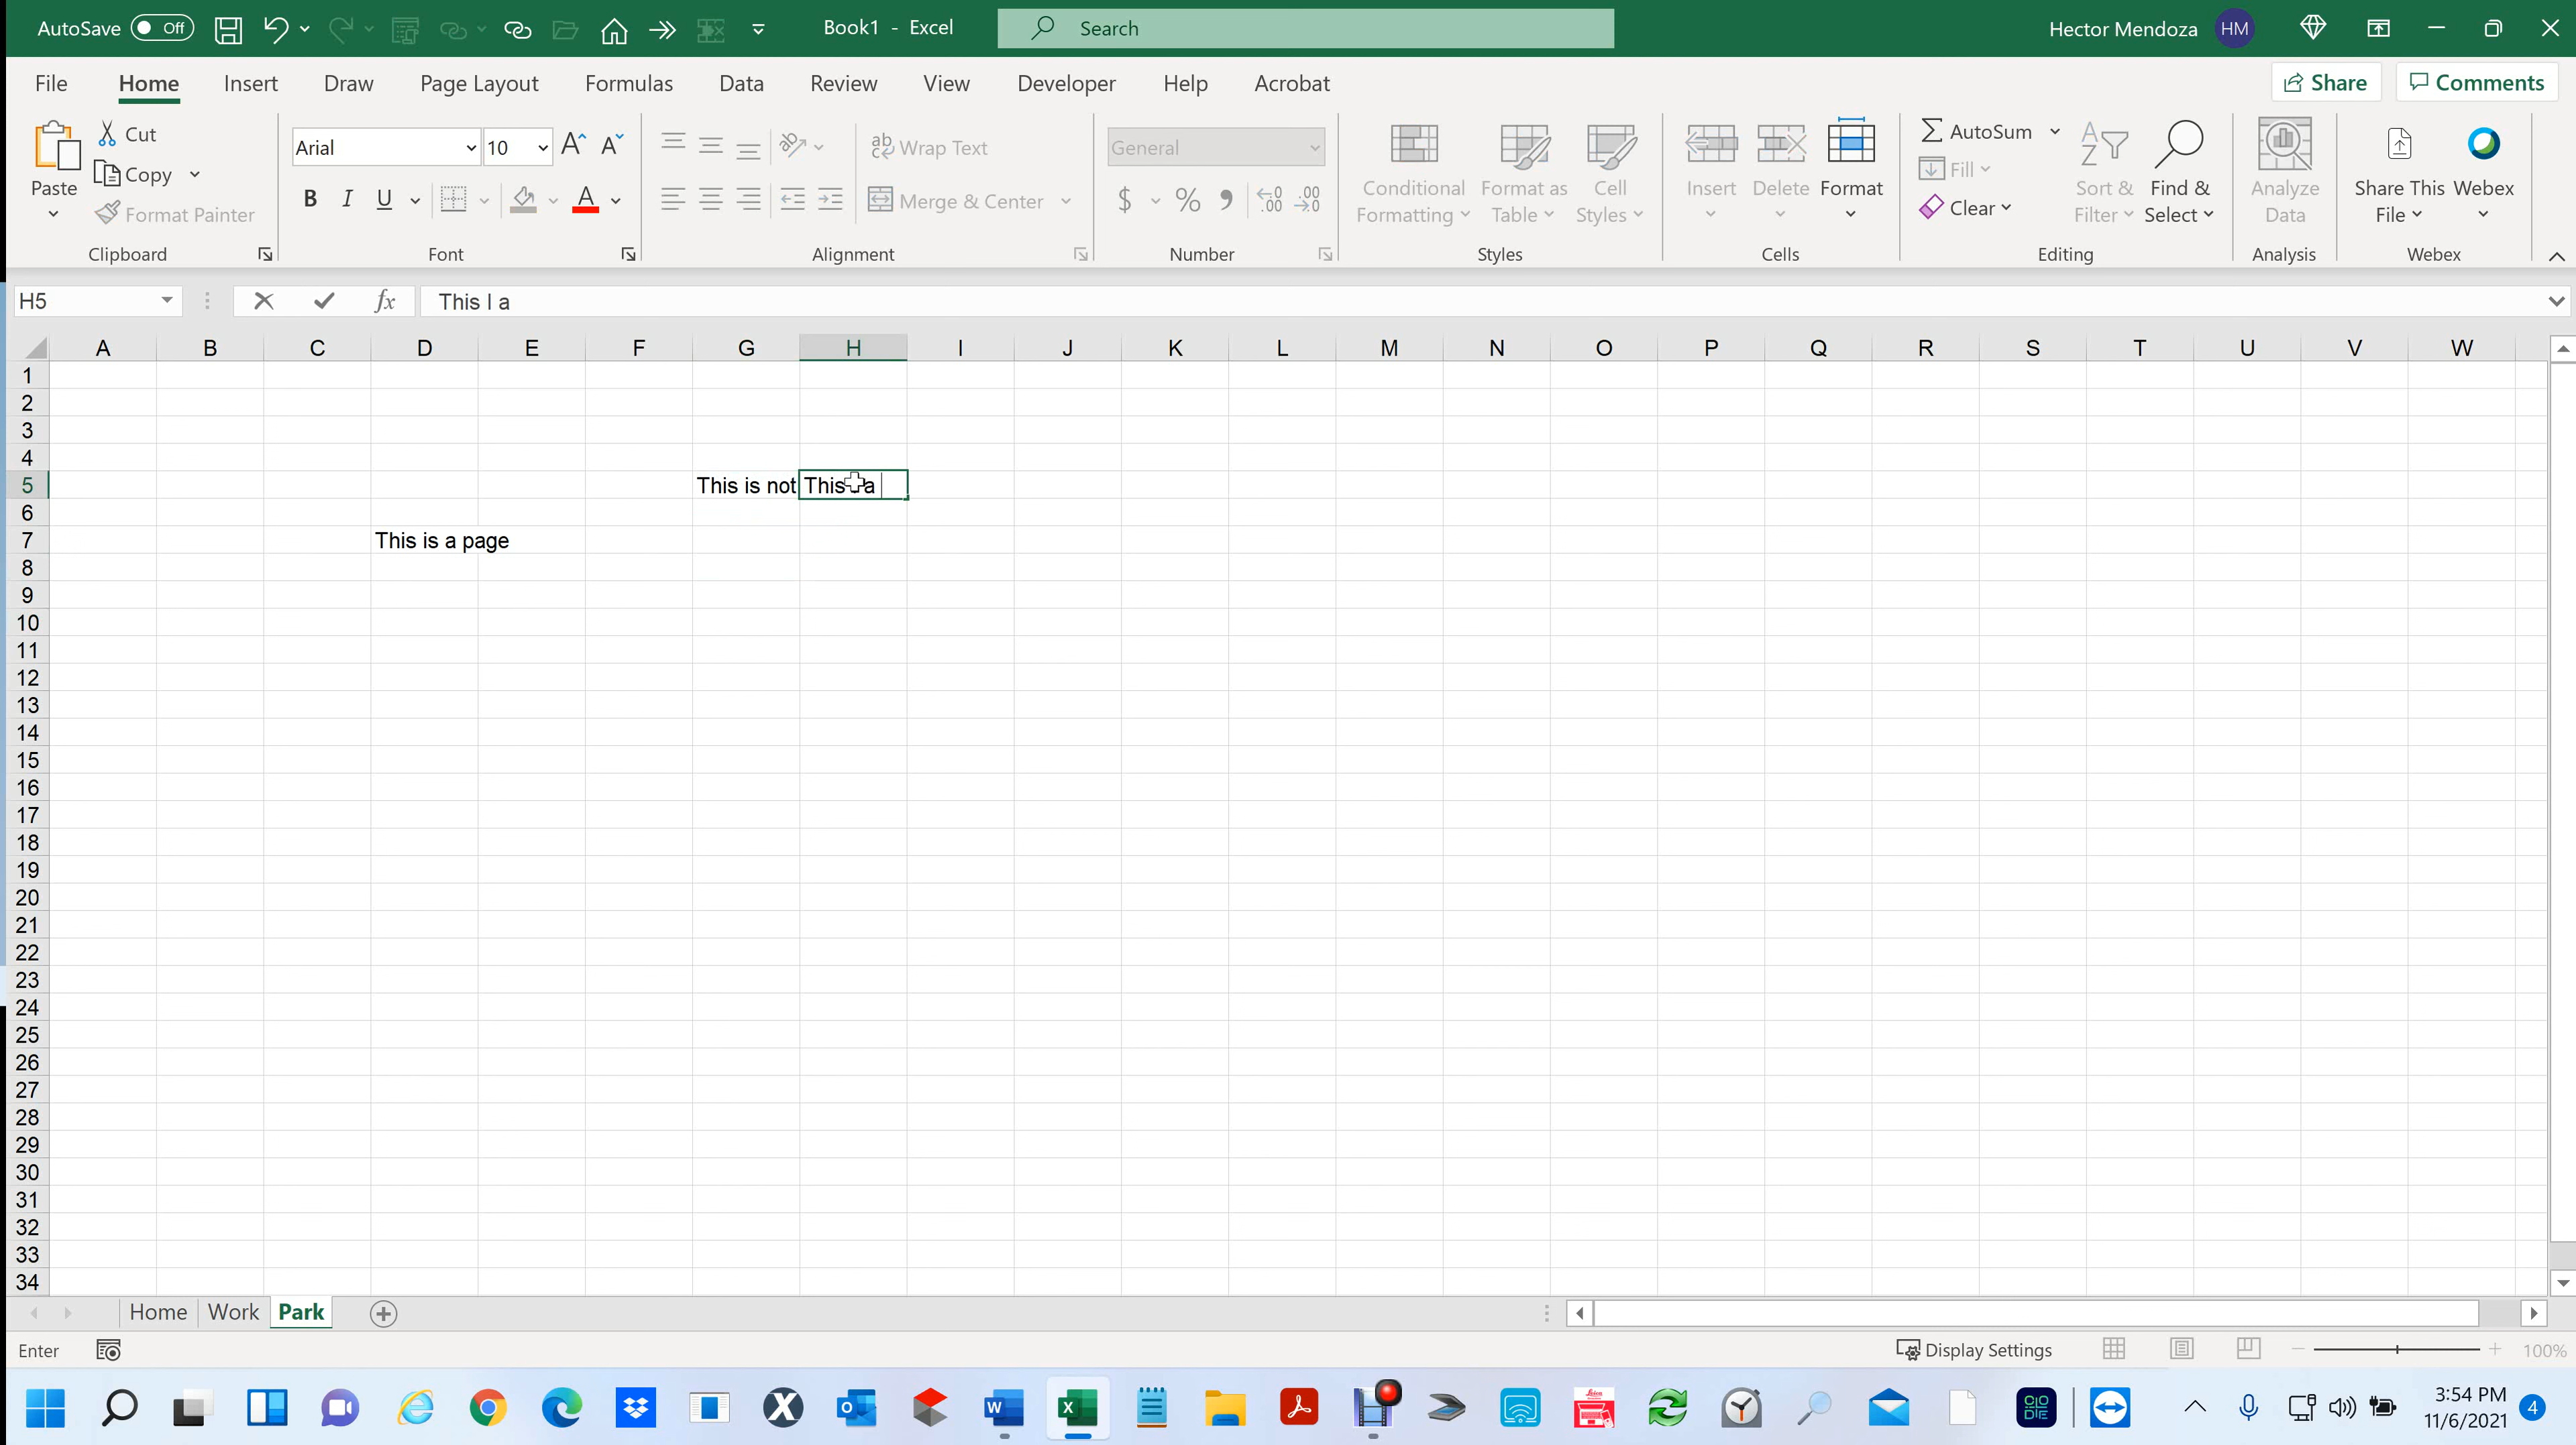 AutoSave Off Book1 - Excel Search Hector Mendoza HM
File Home Insert Draw Page Layout Formulas Data Review View Developer Help Acrobat Share Comments
Paste Cut Copy Format Painter Clipboard
Arial 10 B I U A Font
ab Wrap Text Merge & Center Alignment
General $ % , .00 .00 Number
Conditional Formatting Format as Table Cell Styles Styles
Insert Delete Format Cells
AutoSum Fill Clear Sort & Filter Find & Select Editing
Analyze Data Analysis
Share This File Webex Webex
H5 fx This I a
A B C D E F G H I J K L M N O P Q R S T U V W
1
2
3
4
5 This is not This a
6
7 This is a page
8
9
10
11
12
13
14
15
16
17
18
19
20
21
22
23
24
25
26
27
28
29
30
31
32
33
34
Home Work Park
Enter Display Settings 100%
3:54 PM
11/6/2021 4